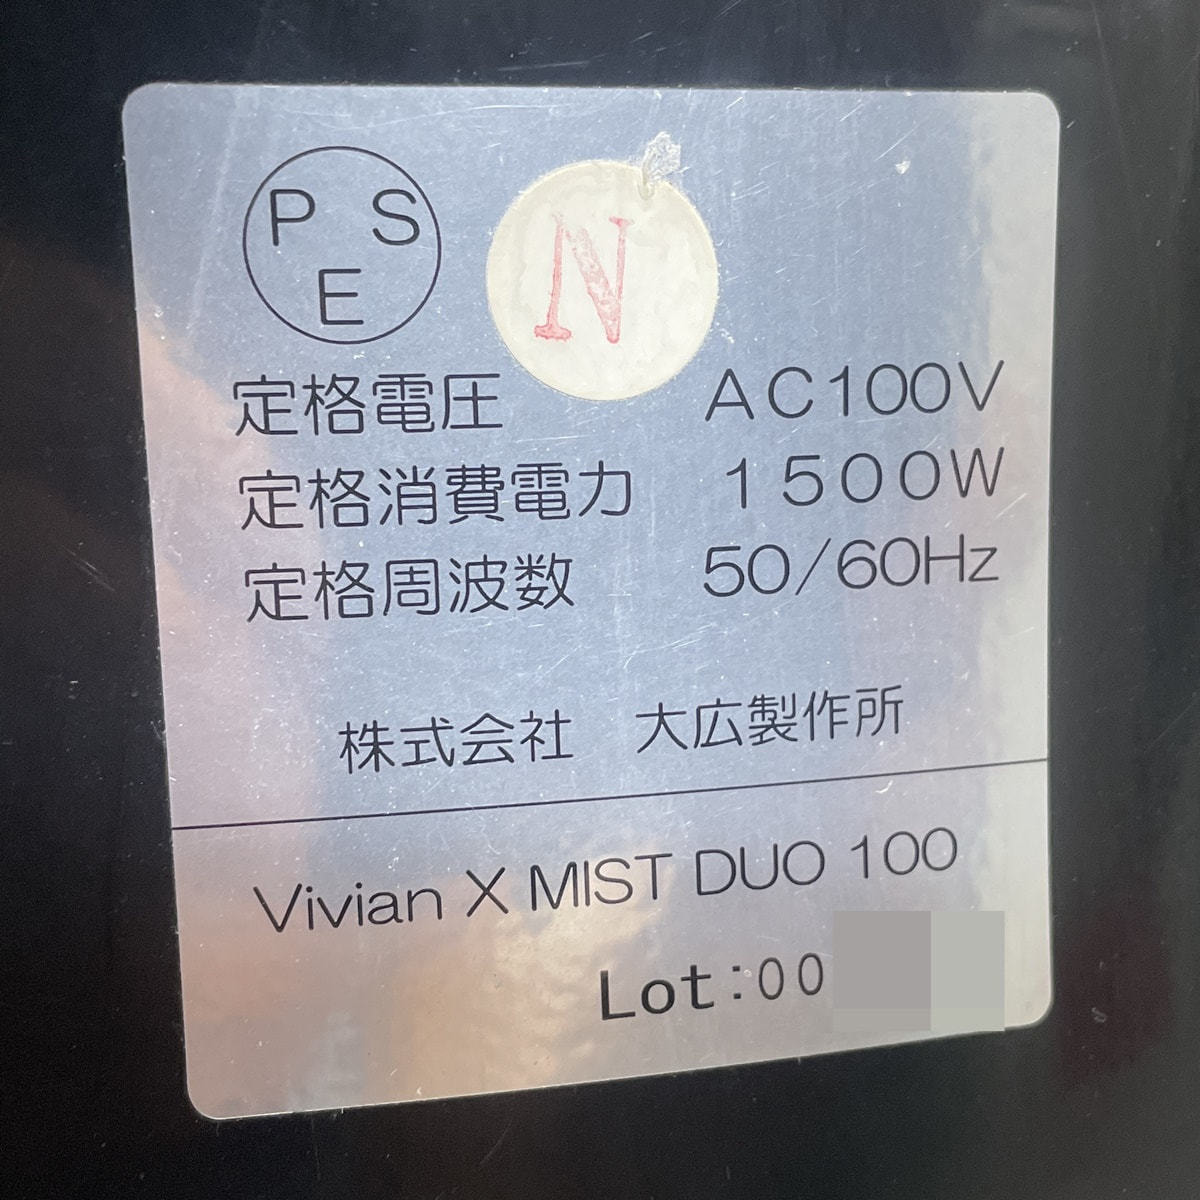 P S
E
N
定格電圧 AC100V
定格消費電力 1500W
定格周波数 50/60Hz
株式会社 大広製作所
Vivian X MIST DUO 100
Lot:00